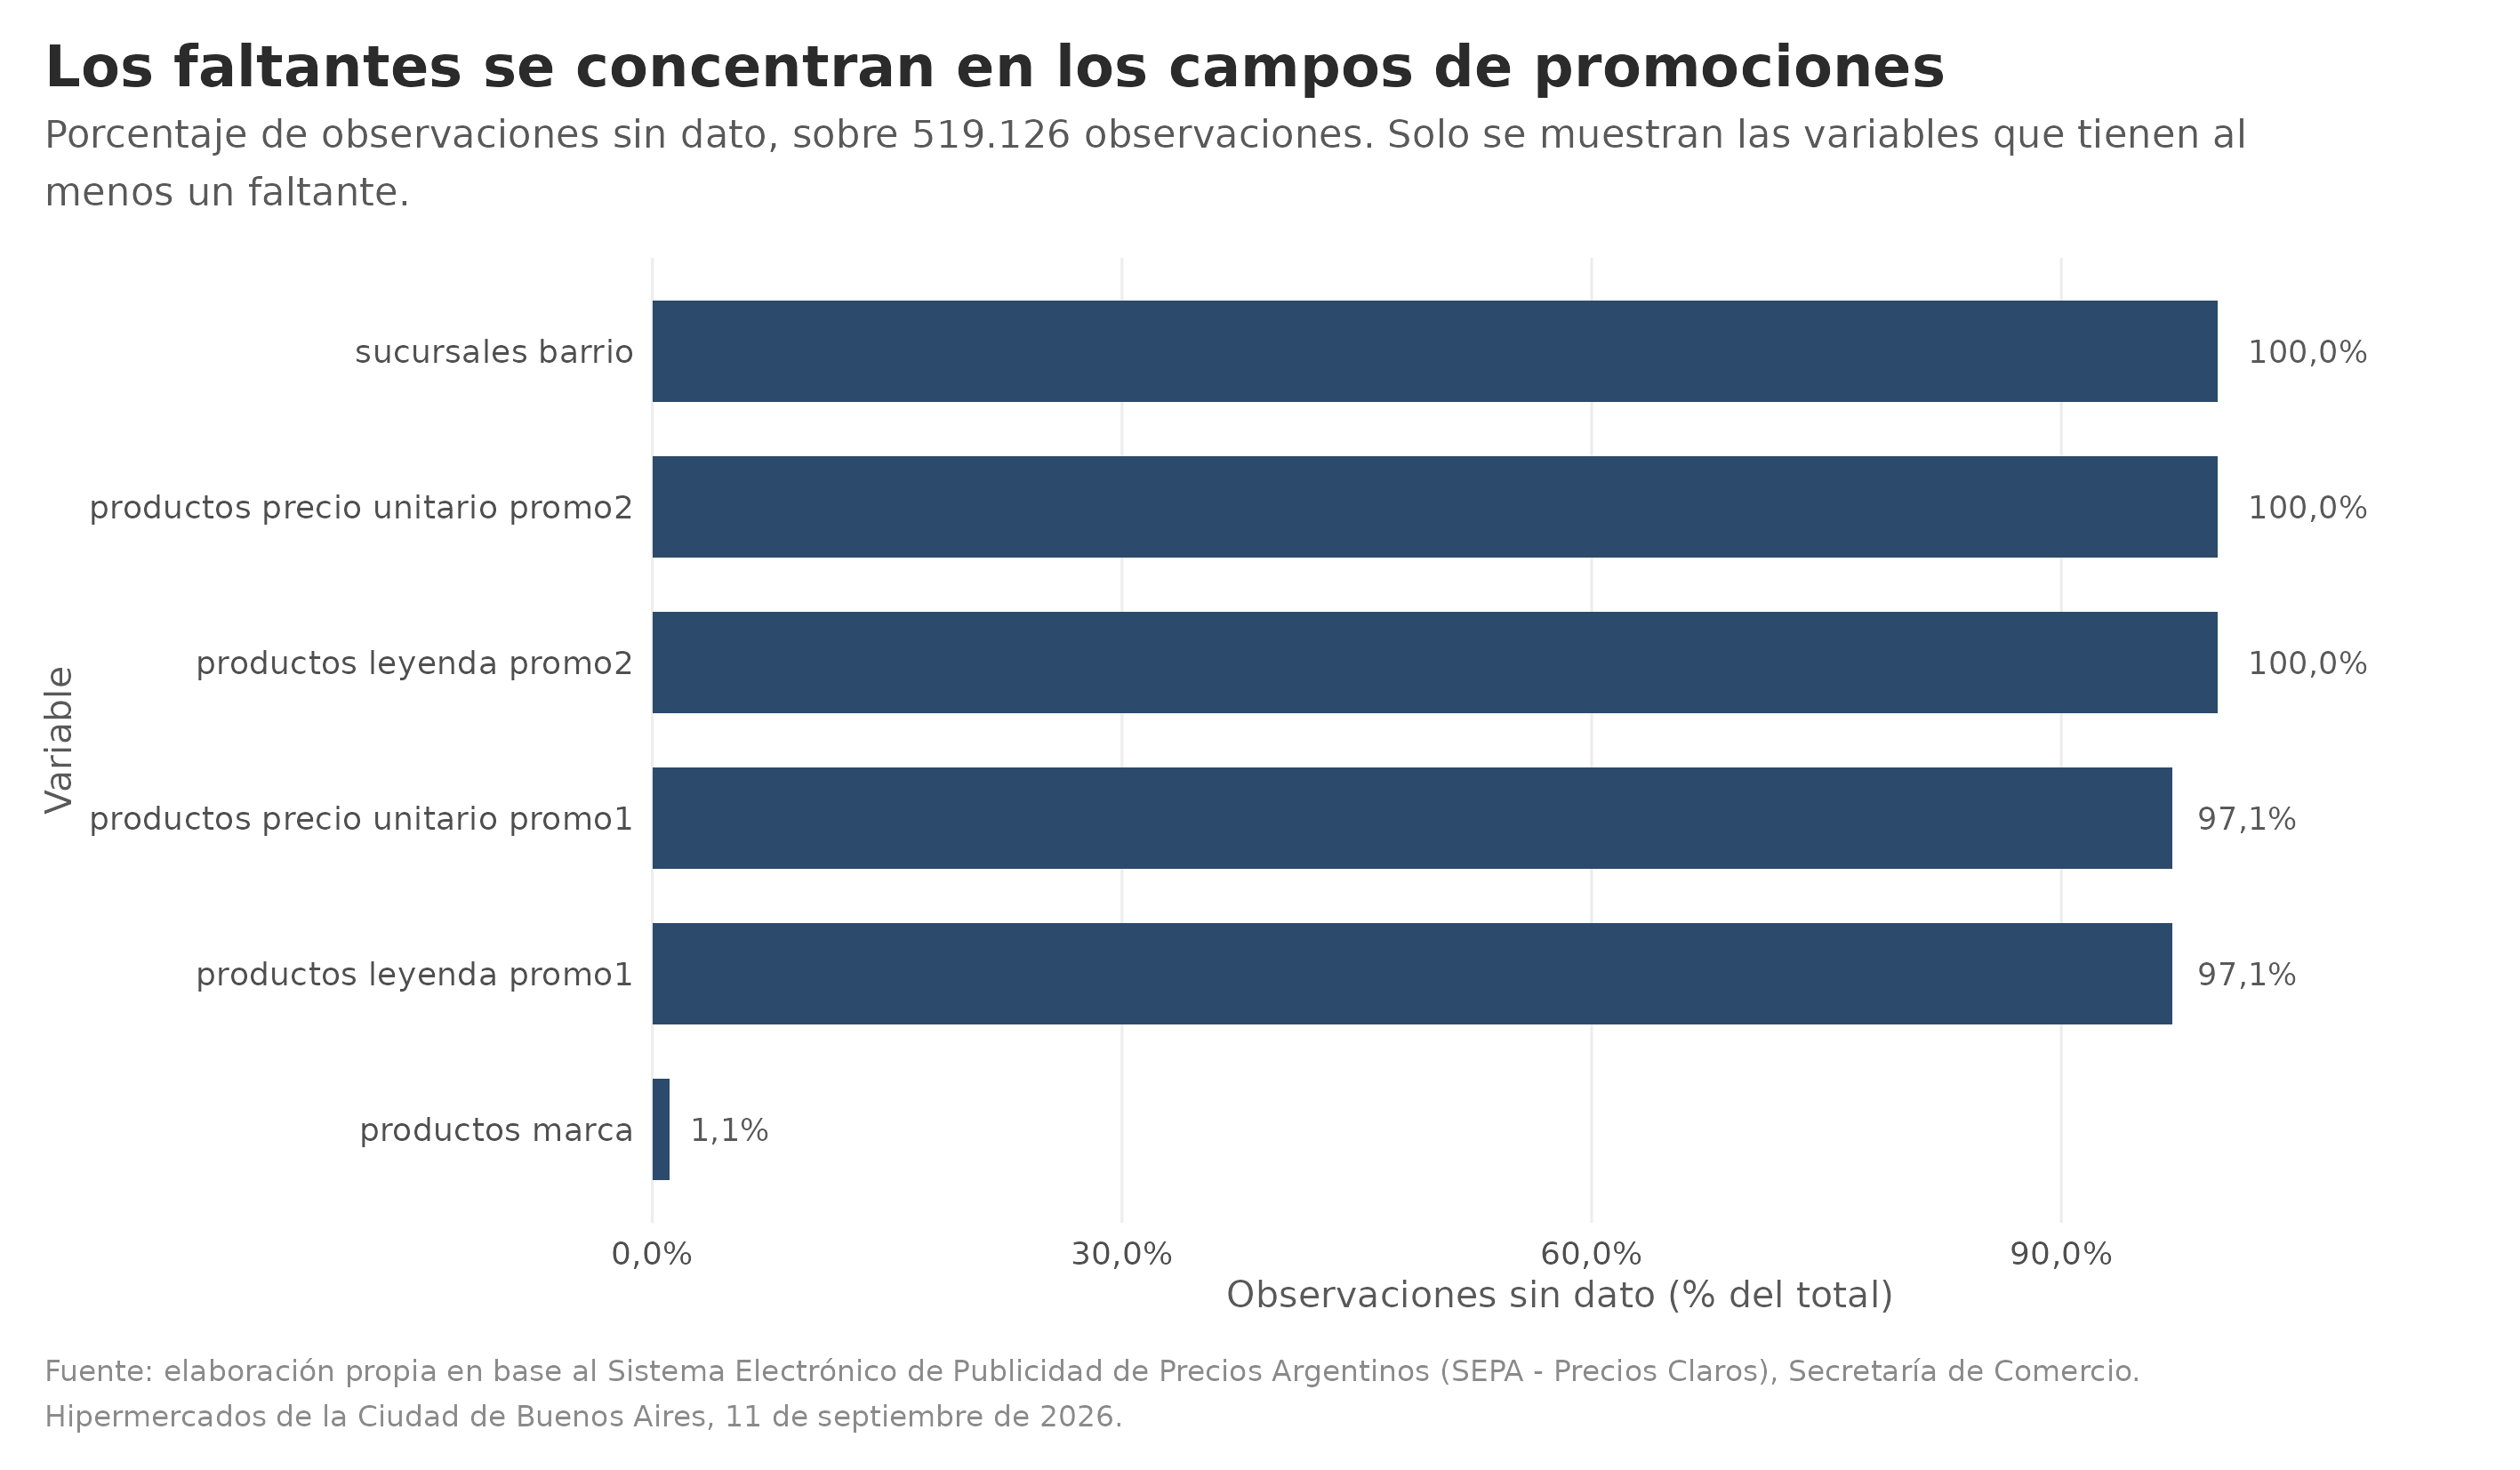 Los faltantes se concentran en los campos de promociones
Porcentaje de observaciones sin dato, sobre 519.126 observaciones. Solo se muestran las variables que tienen al
menos un faltante.
Variable
sucursales barrio
100,0%
productos precio unitario promo2
100,0%
productos leyenda promo2
100,0%
productos precio unitario promo1
97,1%
productos leyenda promo1
97,1%
productos marca
1,1%
0,0%
30,0%
60,0%
90,0%
Observaciones sin dato (% del total)
Fuente: elaboración propia en base al Sistema Electrónico de Publicidad de Precios Argentinos (SEPA - Precios Claros), Secretaría de Comercio.
Hipermercados de la Ciudad de Buenos Aires, 11 de septiembre de 2026.